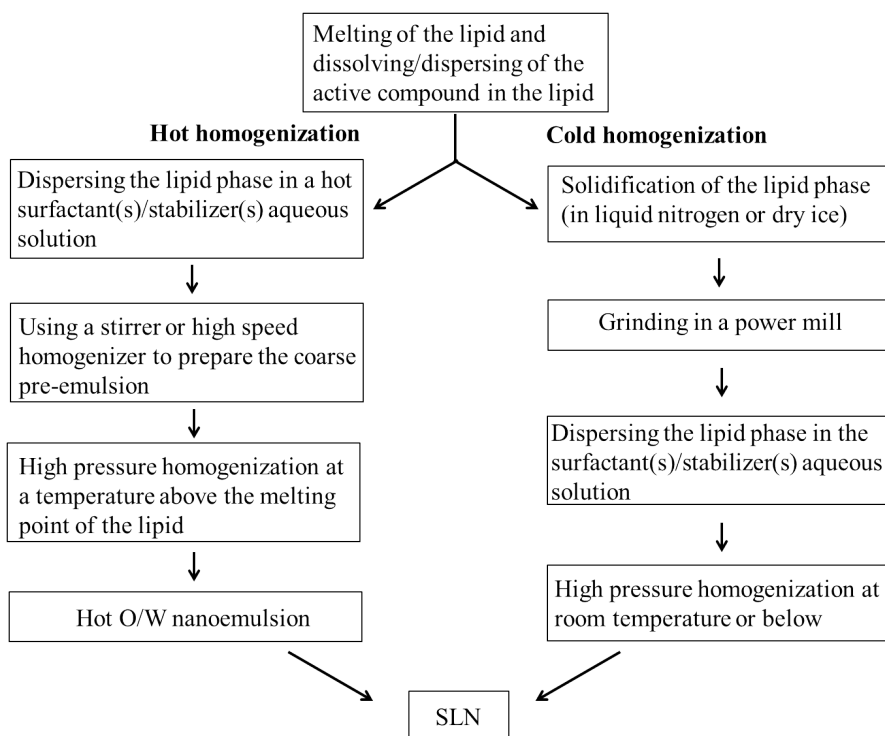 Melting of the lipid and
dissolving/dispersing of the
active compound in the lipid
Hot homogenization
Dispersing the lipid phase in a hot
surfactant(s)/stabilizer(s) aqueous
solution
Using a stirrer or high speed
homogenizer to prepare the coarse
pre-emulsion
High pressure homogenization at
a temperature above the melting
point of the lipid
Hot O/W nanoemulsion
Cold homogenization
Solidification of the lipid phase
(in liquid nitrogen or dry ice)
Grinding in a power mill
Dispersing the lipid phase in the
surfactant(s)/stabilizer(s) aqueous
solution
High pressure homogenization at
room temperature or below
SLN